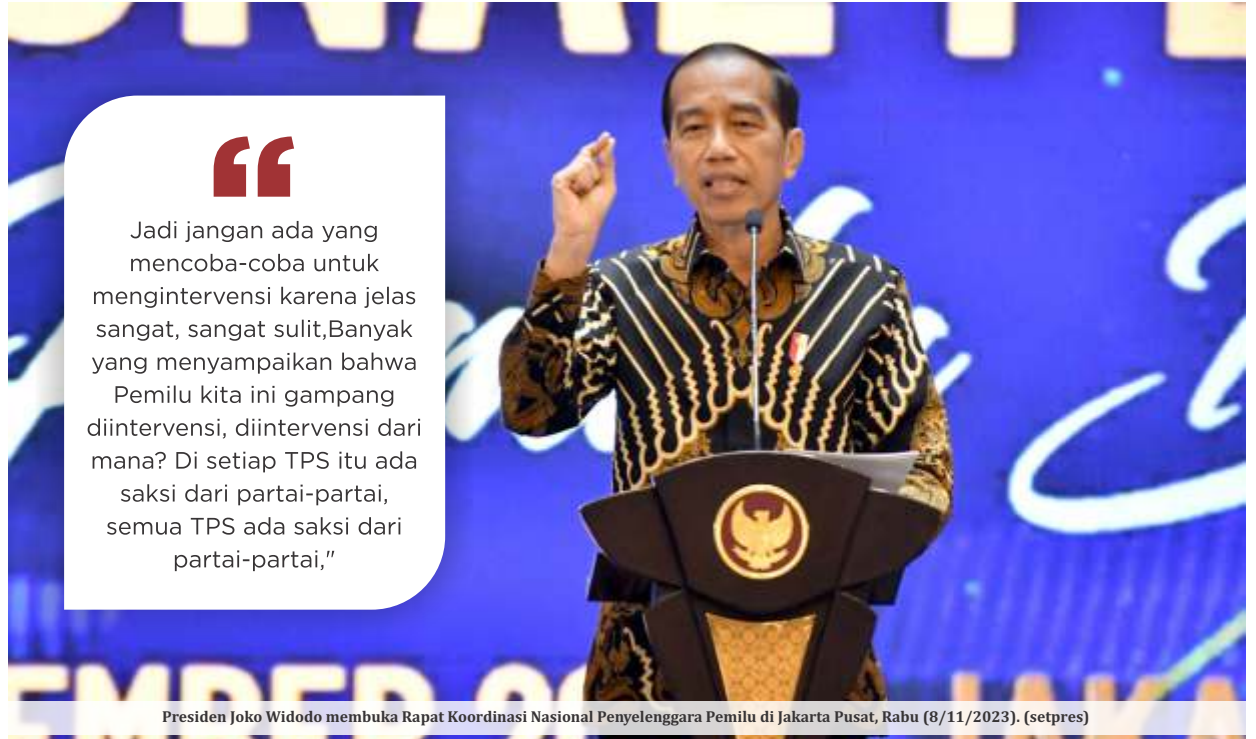 “
Jadi jangan ada yang
mencoba-coba untuk
mengintervensi karena jelas
sangat, sangat sulit,Banyak
yang menyampaikan bahwa
Pemilu kita ini gampang
diintervensi, diintervensi dari
mana? Di setiap TPS itu ada
saksi dari partai-partai,
semua TPS ada saksi dari
partai-partai,"
Presiden Joko Widodo membuka Rapat Koordinasi Nasional Penyelenggara Pemilu di Jakarta Pusat, Rabu (8/11/2023). (setpres)